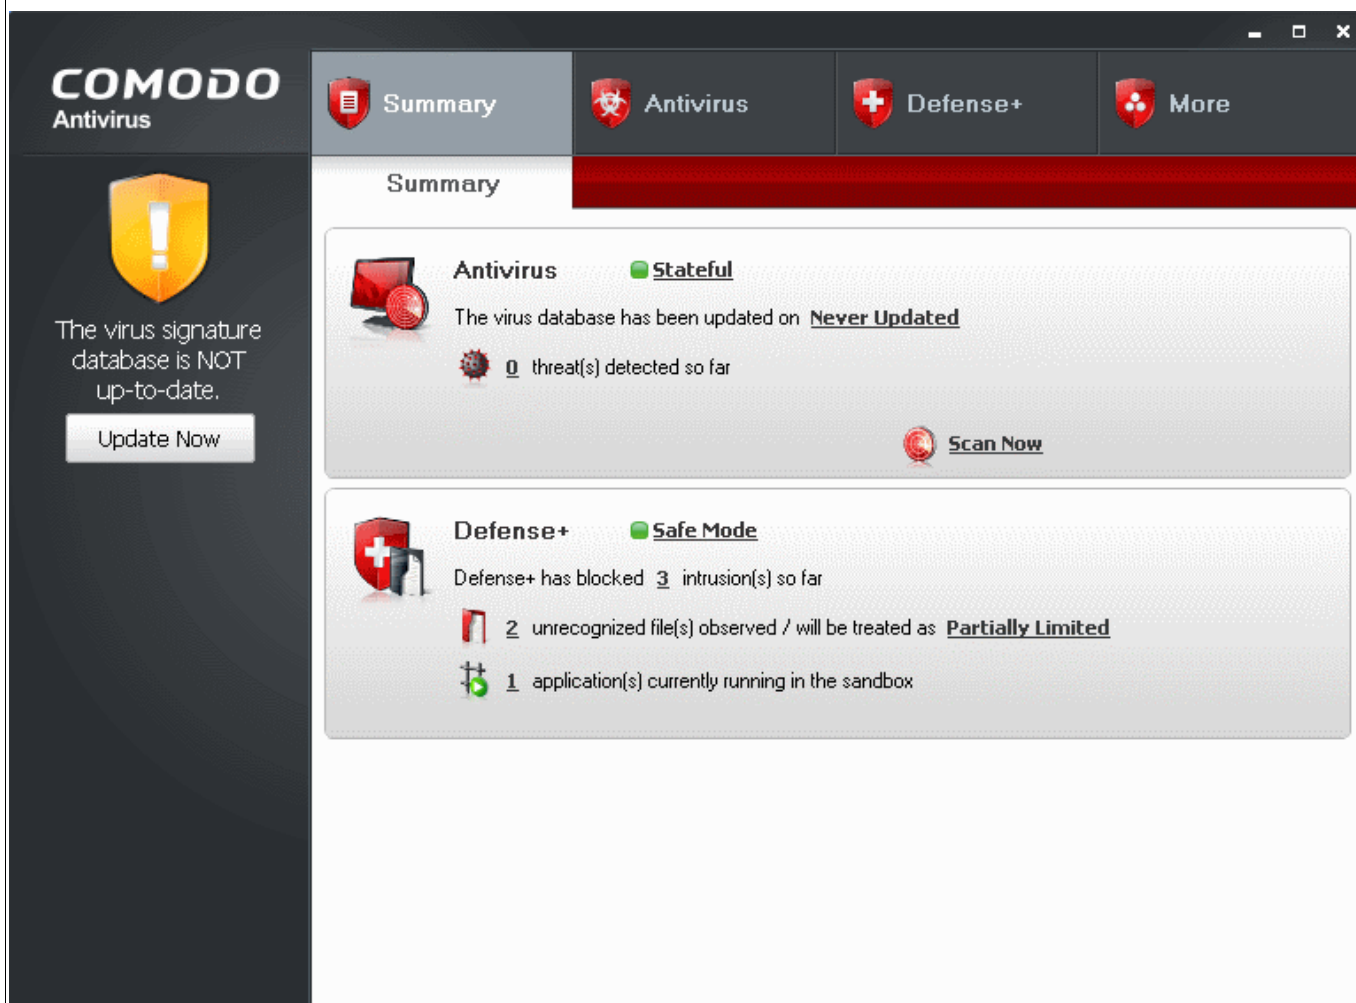 COMODO
Antivirus
Summary
Antivirus
Defense+
More
Summary
The virus signature
database is NOT
up-to-date.
Update Now
Antivirus Stateful
The virus database has been updated on Never Updated
0 threat(s) detected so far
Scan Now
Defense+ Safe Mode
Defense+ has blocked 3 intrusion(s) so far
2 unrecognized file(s) observed / will be treated as Partially Limited
1 application(s) currently running in the sandbox